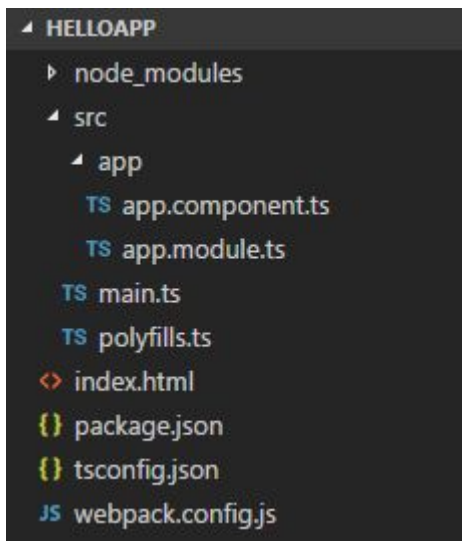 HELLOAPP
node_modules
src
app
TS app.component.ts
TS app.module.ts
TS main.ts
TS polyfills.ts
<> index.html
{} package.json
{} tsconfig.json
JS webpack.config.js